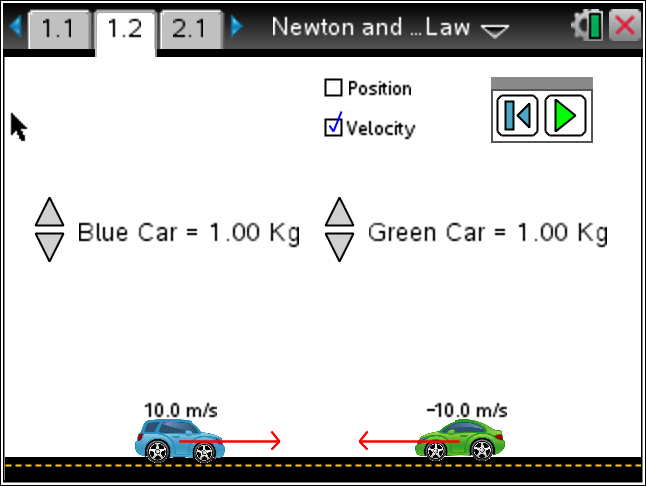 1.1 1.2 2.1 Newton and ...Law
Position
Velocity
Blue Car = 1.00 Kg Green Car = 1.00 Kg
10.0 m/s -10.0 m/s